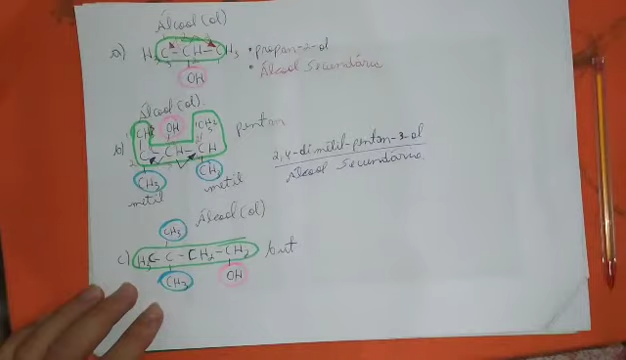 Álcool (ol)
a) H₃C - CH - CH₃ • propan-2-ol
OH • Álcool Secundário
Álcool (ol).
CH₃ OH CH₃ pentan
b) C - CH - CH
CH₃ CH₃
metil metil
2,4-dimetil-pentan-3-ol
Álcool Secundário.
Álcool (ol)
CH₃
c) H₃C - C - CH₂ - CH₂ but
CH₃ OH